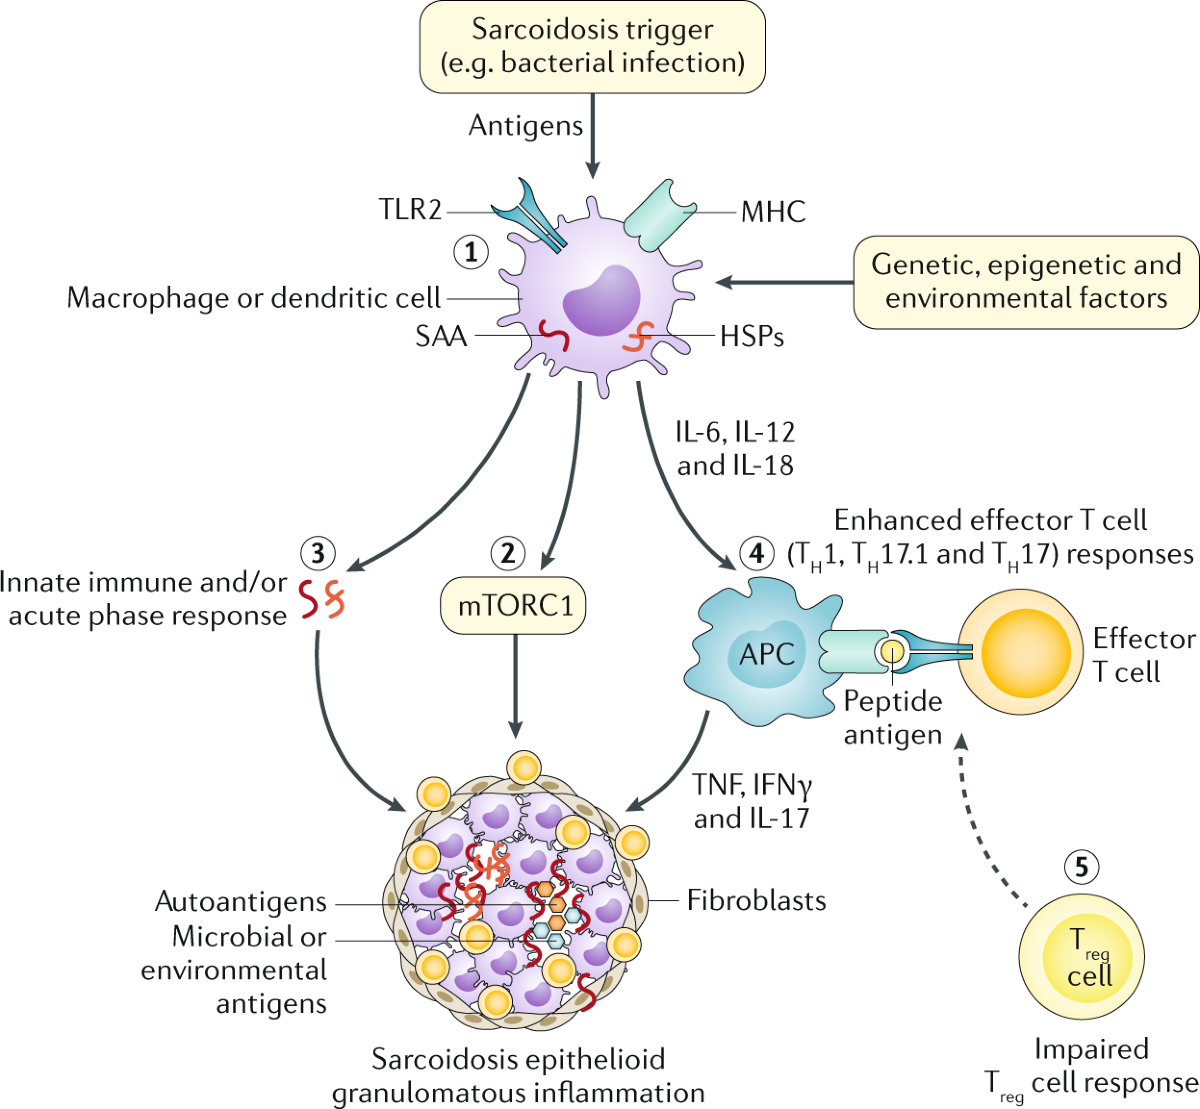 Sarcoidosis trigger
(e.g. bacterial infection)
Antigens
TLR2
MHC
1
Genetic, epigenetic and
environmental factors
Macrophage or dendritic cell
SAA
HSPs
IL-6, IL-12
and IL-18
3
Innate immune and/or
acute phase response
2
mTORC1
4
Enhanced effector T cell
(TH1, TH17.1 and TH17) responses
APC
Effector
T cell
Peptide
antigen
TNF, IFNγ
and IL-17
Autoantigens
Microbial or
environmental
antigens
Fibroblasts
5
Treg
cell
Sarcoidosis epithelioid
granulomatous inflammation
Impaired
Treg cell response